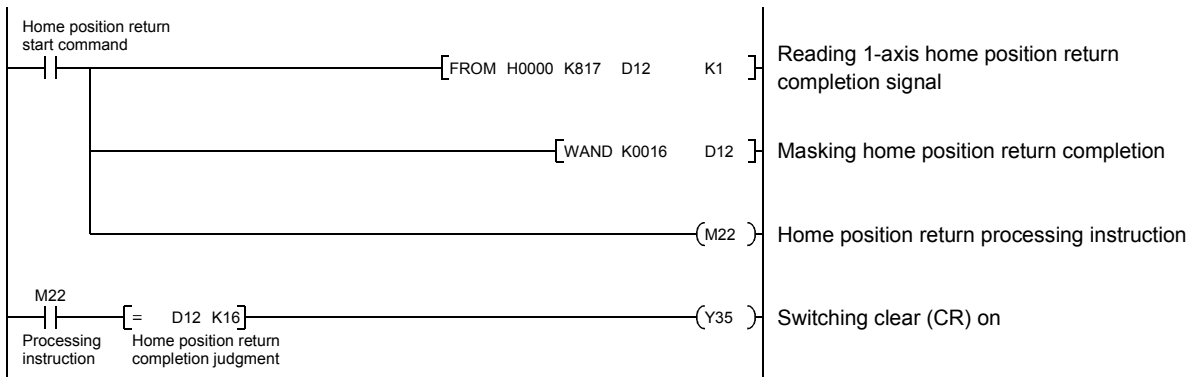 Home position return
start command
FROM H0000 K817 D12 K1
Reading 1-axis home position return
completion signal
WAND K0016 D12
Masking home position return completion
M22
Home position return processing instruction
M22
= D12 K16
Y35
Switching clear (CR) on
Processing
instruction
Home position return
completion judgment